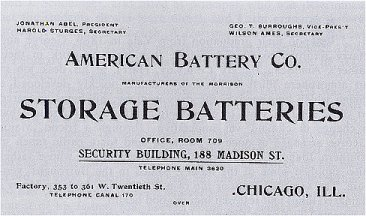 JONATHAN ABEL, PRESIDENT
HAROLD STURGES, SECRETARY
GEO. T. BURROUGHS, VICE-PRES'T
WILSON AMES, SECRETARY
AMERICAN BATTERY CO.
MANUFACTURERS OF THE MORRISON
STORAGE BATTERIES
OFFICE, ROOM 709
SECURITY BUILDING, 188 MADISON ST.
TELEPHONE MAIN 3630
Factory, 353 to 361 W. Twentieth St.
TELEPHONE CANAL 170
.CHICAGO, ILL.
OVER